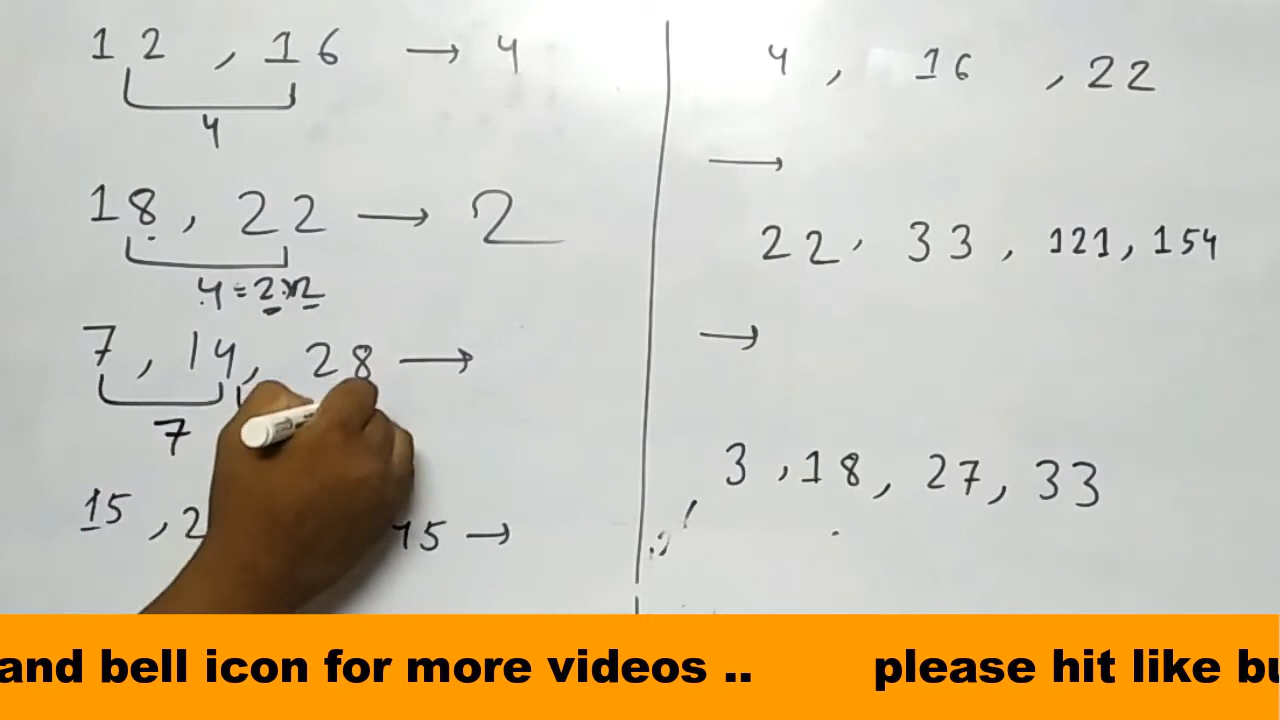 12 , 16 → 4
4
18 , 22 → 2
4 = 2×2
7 , 14 , 28 →
7
15 , 2 45 →
4 , 16 , 22
→
22 , 33 , 121 , 154
→
3 , 18 , 27 , 33
and bell icon for more videos .. please hit like bu